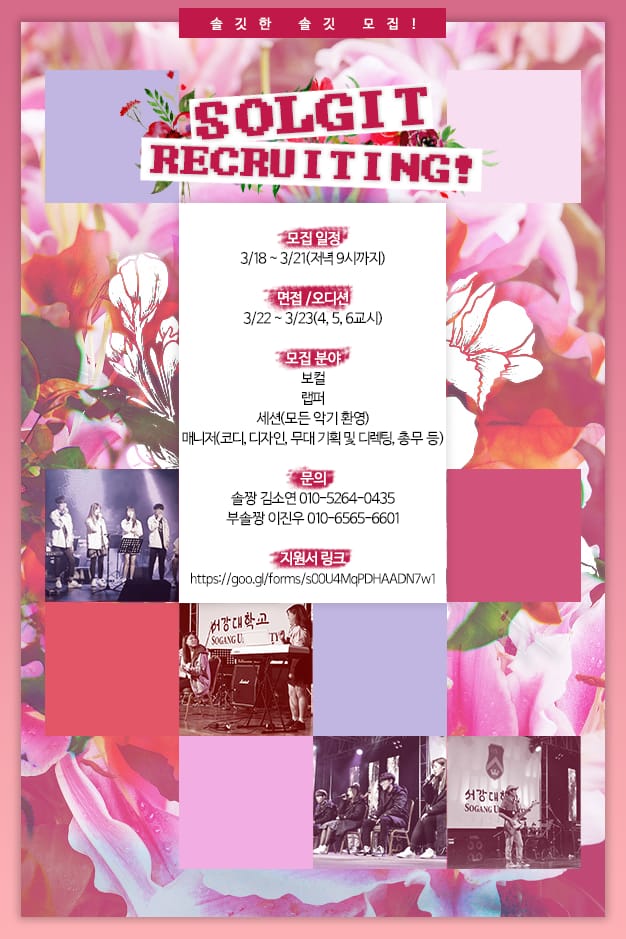 솔깃한 솔깃 모집!
SOLGIT
RECRUITING!
모집 일정
3/18 ~ 3/21(저녁 9시까지)
면접 /오디션
3/22 ~ 3/23(4, 5, 6교시)
모집 분야
보컬
랩퍼
세션(모든 악기 환영)
매니저(코디, 디자인, 무대 기획 및 디렉팅, 총무 등)
문의
솔짱 김소연 010-5264-0435
부솔짱 이진우 010-6565-6601
지원서 링크
https://goo.gl/forms/s00U4MqPDHAADN7w1
서강대학교
SOGANG U
서강대학교
SOGANG U